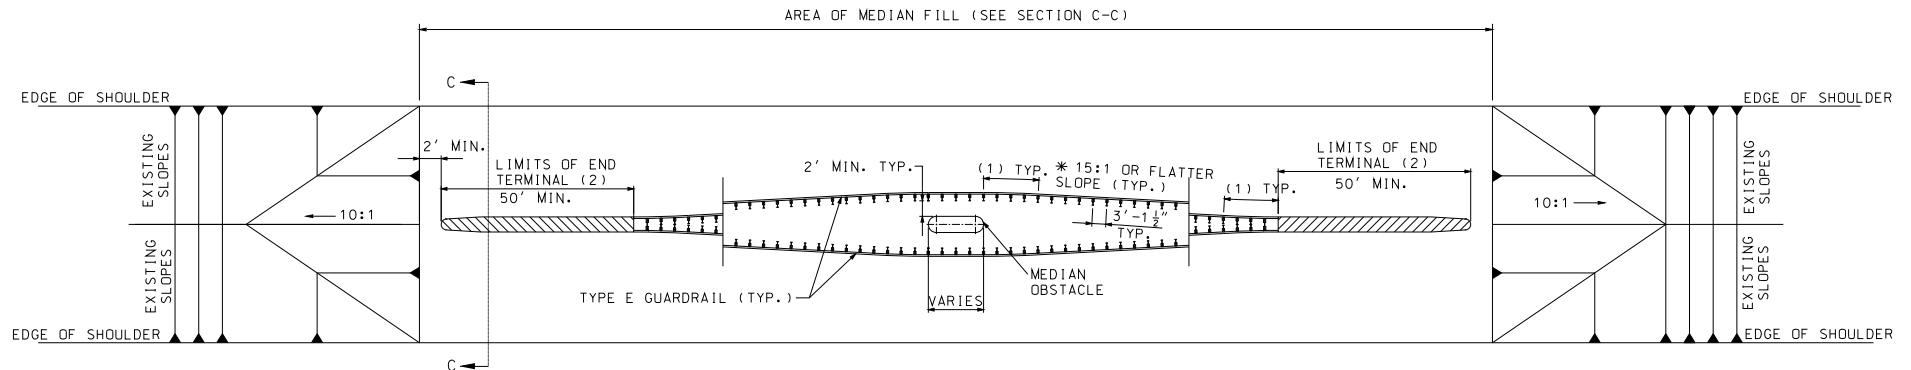 AREA OF MEDIAN FILL (SEE SECTION C-C)
C
EDGE OF SHOULDER
EDGE OF SHOULDER
EXISTING
SLOPES
2' MIN.
LIMITS OF END
TERMINAL (2)
50' MIN.
2' MIN. TYP.
(1) TYP.
* 15:1 OR FLATTER
SLOPE (TYP.)
(1) TYP.
LIMITS OF END
TERMINAL (2)
50' MIN.
EXISTING
SLOPES
10:1
3'-1 1/2"
TYP.
10:1
EXISTING
SLOPES
TYPE E GUARDRAIL (TYP.)
VARIES
MEDIAN
OBSTACLE
EXISTING
SLOPES
EDGE OF SHOULDER
EDGE OF SHOULDER
C